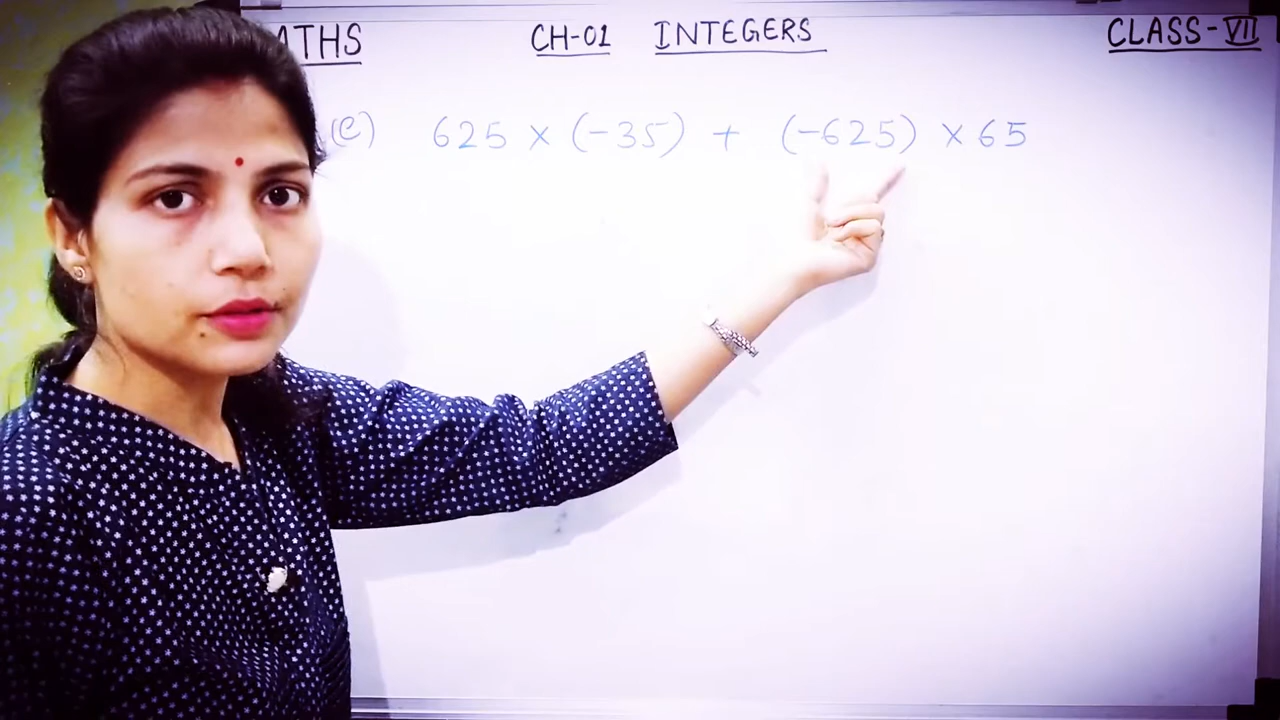 ATHS CH-01 INTEGERS CLASS-VII
(e) 625 × (-35) + (-625) × 65